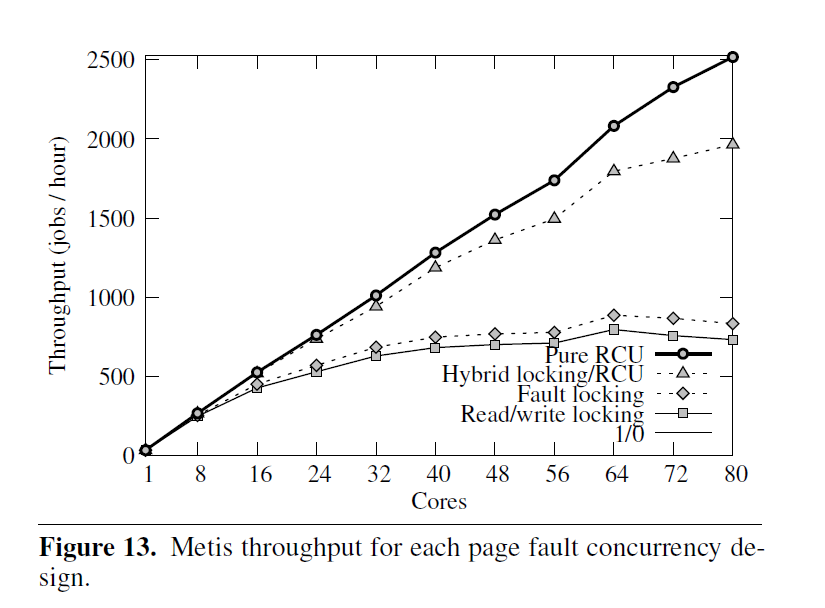 2500
2000
1500
1000
500
0
Throughput (jobs / hour)
Pure RCU
Hybrid locking/RCU
Fault locking
Read/write locking
1/0
1 8 16 24 32 40 48 56 64 72 80
Cores
Figure 13. Metis throughput for each page fault concurrency de-
sign.